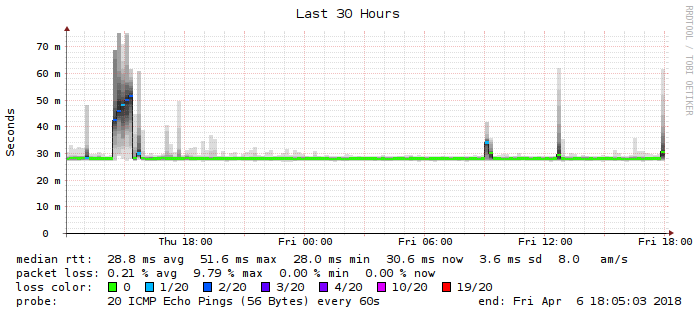 Last 30 Hours
RRDTOOL / TOBI OETIKER
Seconds
70 m
60 m
50 m
40 m
30 m
20 m
10 m
0
Thu 18:00 Fri 00:00 Fri 06:00 Fri 12:00 Fri 18:00
median rtt: 28.8 ms avg 51.6 ms max 28.0 ms min 30.6 ms now 3.6 ms sd 8.0 am/s
packet loss: 0.21 % avg 9.79 % max 0.00 % min 0.00 % now
loss color: 0 1/20 2/20 3/20 4/20 10/20 19/20
probe: 20 ICMP Echo Pings (56 Bytes) every 60s end: Fri Apr 6 18:05:03 2018